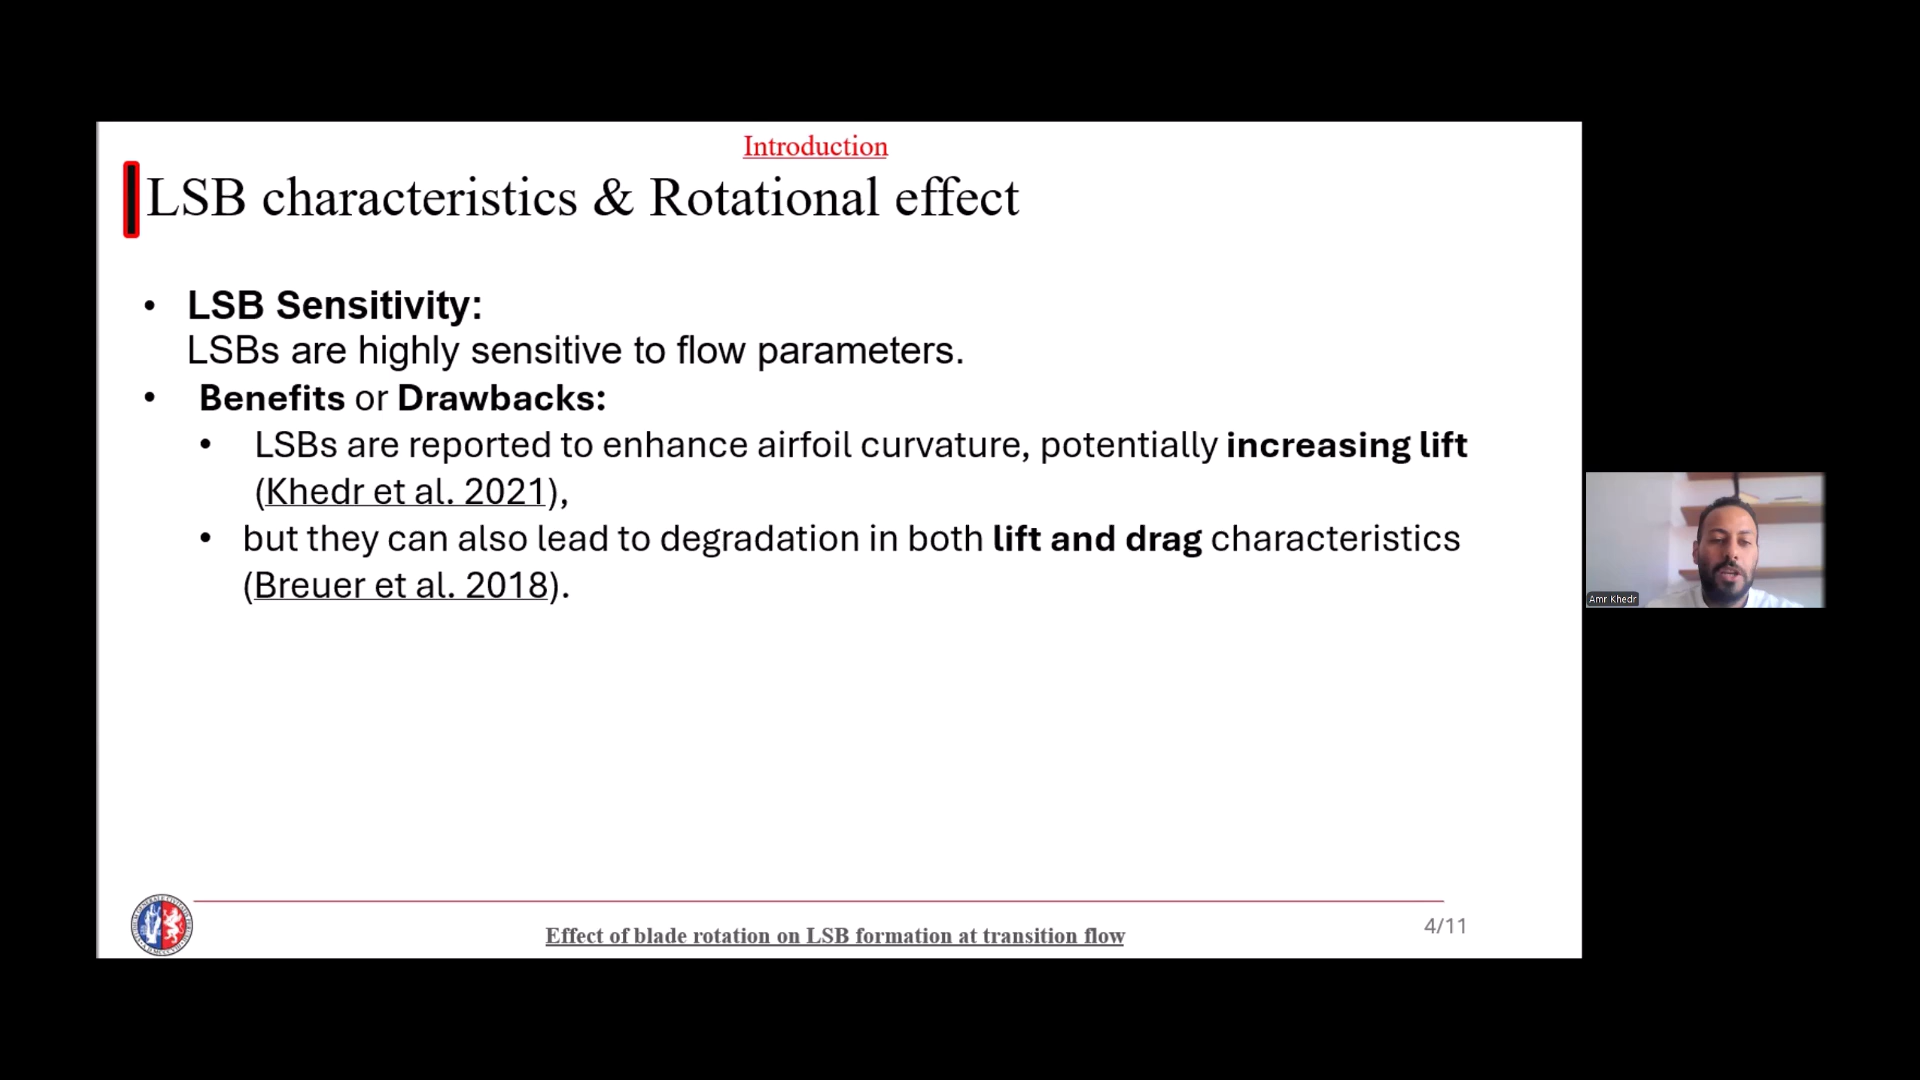 Introduction
LSB characteristics & Rotational effect
• LSB Sensitivity:
LSBs are highly sensitive to flow parameters.
• Benefits or Drawbacks:
• LSBs are reported to enhance airfoil curvature, potentially increasing lift
(Khedr et al. 2021),
• but they can also lead to degradation in both lift and drag characteristics
(Breuer et al. 2018).
Amr Khedr
Effect of blade rotation on LSB formation at transition flow
4/11